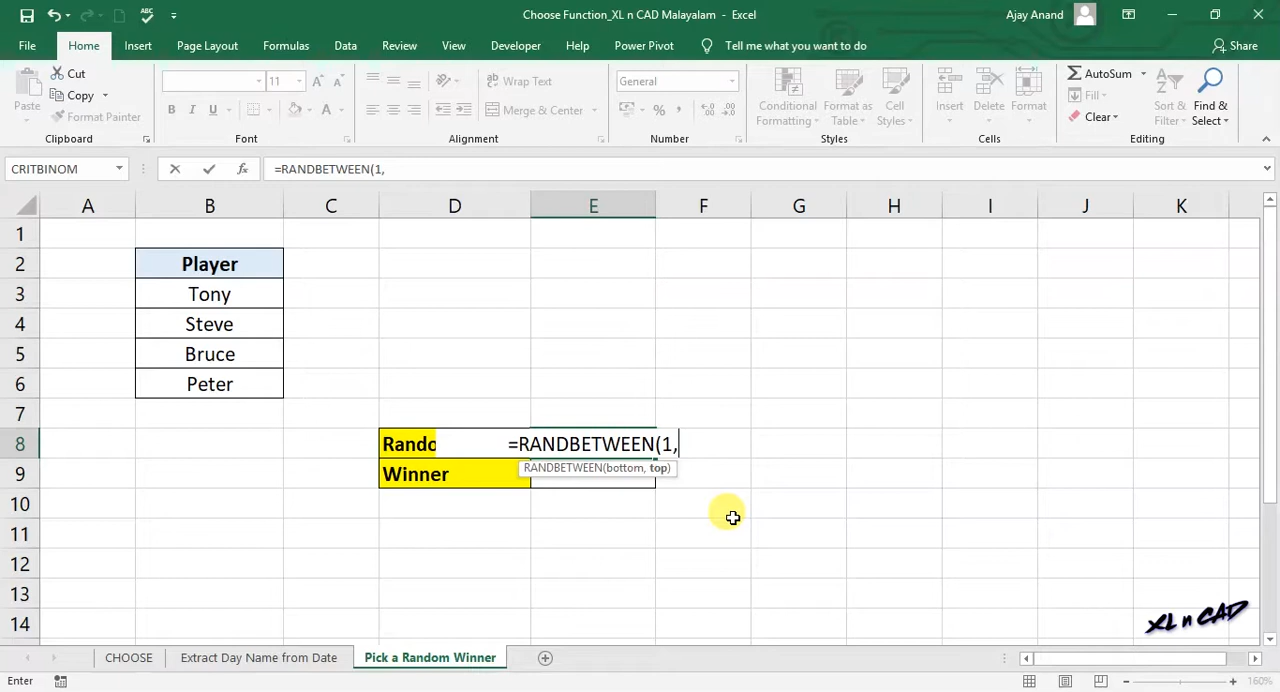 Choose Function_XL n CAD Malayalam - Excel
Ajay Anand
File Home Insert Page Layout Formulas Data Review View Developer Help Power Pivot Tell me what you want to do Share
Paste
Cut
Copy
Format Painter
Clipboard
11
A A
B I U
A
Font
ab Wrap Text
Merge & Center
Alignment
General
% ,
Number
Conditional Formatting
Format as Table
Cell Styles
Styles
Insert Delete Format
Cells
AutoSum
Fill
Clear
Sort & Filter
Find & Select
Editing
CRITBINOM fx =RANDBETWEEN(1,
A B C D E F G H I J K
1
2 Player
3 Tony
4 Steve
5 Bruce
6 Peter
7
8 Rando =RANDBETWEEN(1,
RANDBETWEEN(bottom, top)
9 Winner
10
11
12
13
14
XL n CAD
CHOOSE Extract Day Name from Date Pick a Random Winner
Enter 160%